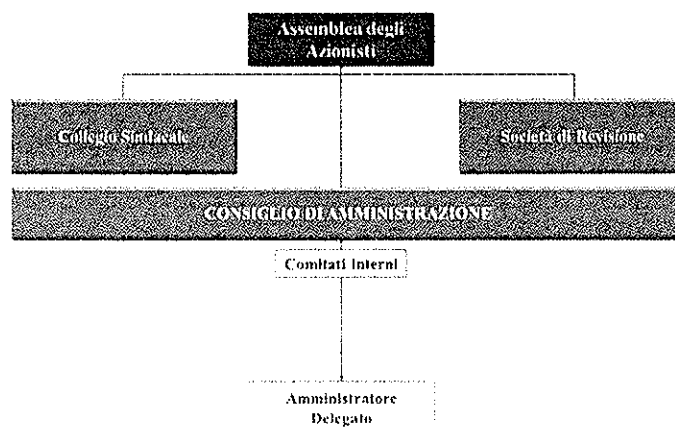 Assemblea degli
Azionisti
Collegio Sindacale
Società di Revisione
CONSIGLIO DI AMMINISTRAZIONE
Comitati Interni
Amministratore
Delegato